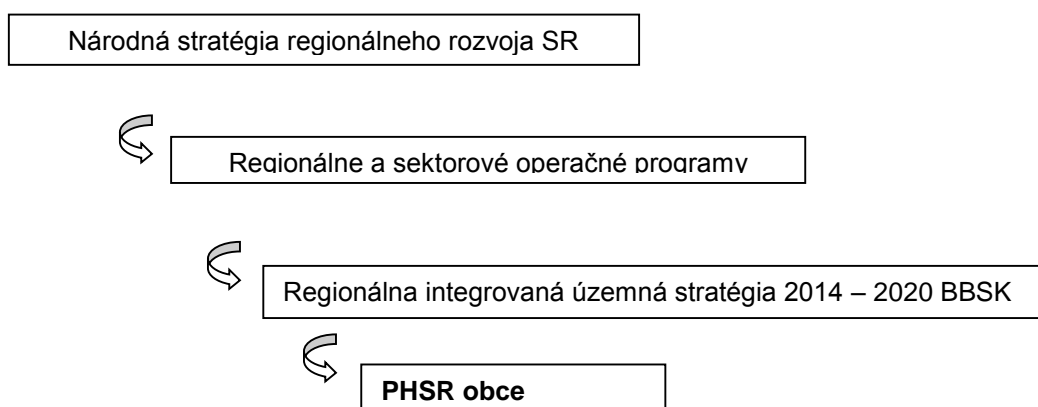 Národná stratégia regionálneho rozvoja SR
Regionálne a sektorové operačné programy
Regionálna integrovaná územná stratégia 2014 – 2020 BBSK
PHSR obce